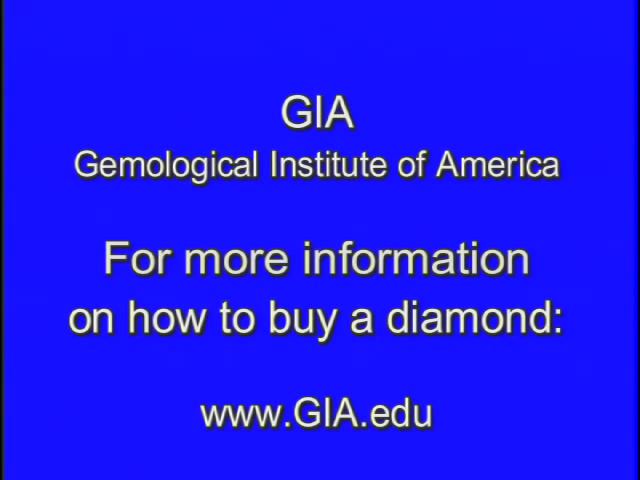 GIA
Gemological Institute of America
For more information
on how to buy a diamond:
www.GIA.edu